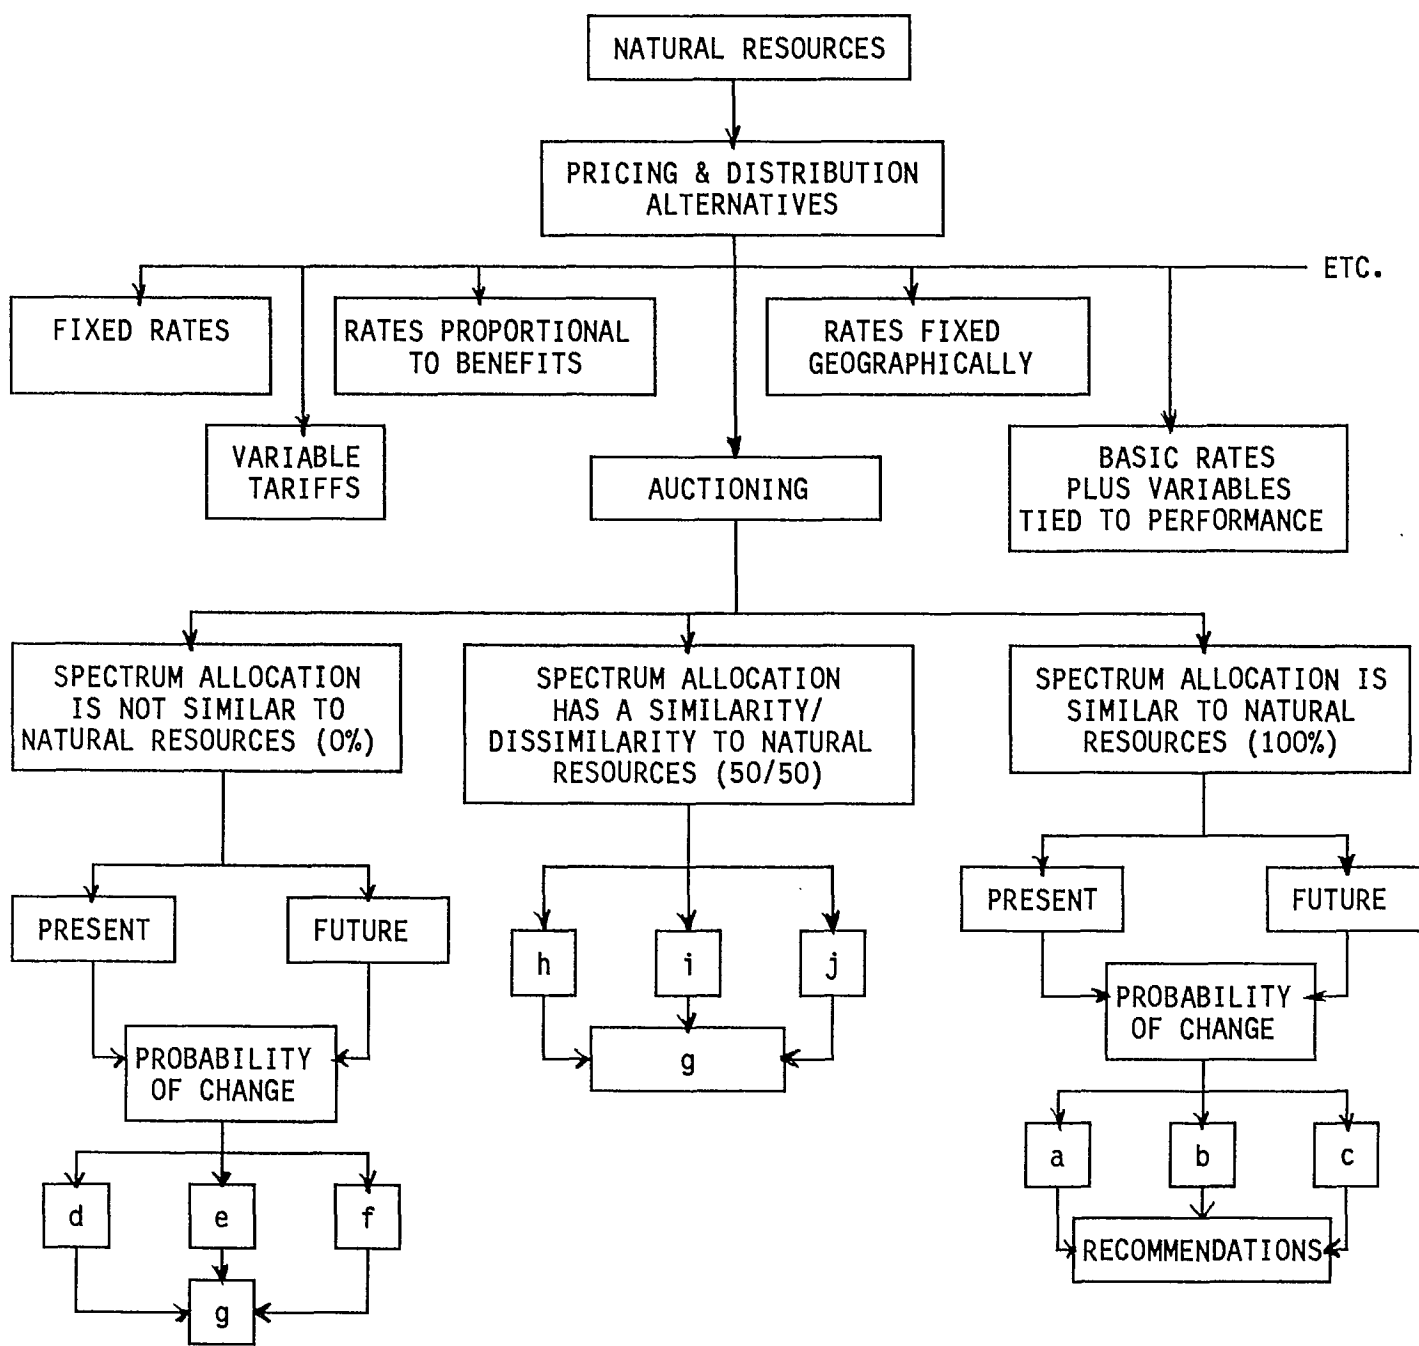 NATURAL RESOURCES
PRICING & DISTRIBUTION
ALTERNATIVES
ETC.
FIXED RATES
RATES PROPORTIONAL
TO BENEFITS
RATES FIXED
GEOGRAPHICALLY
VARIABLE
TARIFFS
AUCTIONING
BASIC RATES
PLUS VARIABLES
TIED TO PERFORMANCE
SPECTRUM ALLOCATION
IS NOT SIMILAR TO
NATURAL RESOURCES (0%)
SPECTRUM ALLOCATION
HAS A SIMILARITY/
DISSIMILARITY TO NATURAL
RESOURCES (50/50)
SPECTRUM ALLOCATION IS
SIMILAR TO NATURAL
RESOURCES (100%)
PRESENT
FUTURE
PROBABILITY
OF CHANGE
d
e
f
g
h
i
j
g
PRESENT
FUTURE
PROBABILITY
OF CHANGE
a
b
c
RECOMMENDATIONS